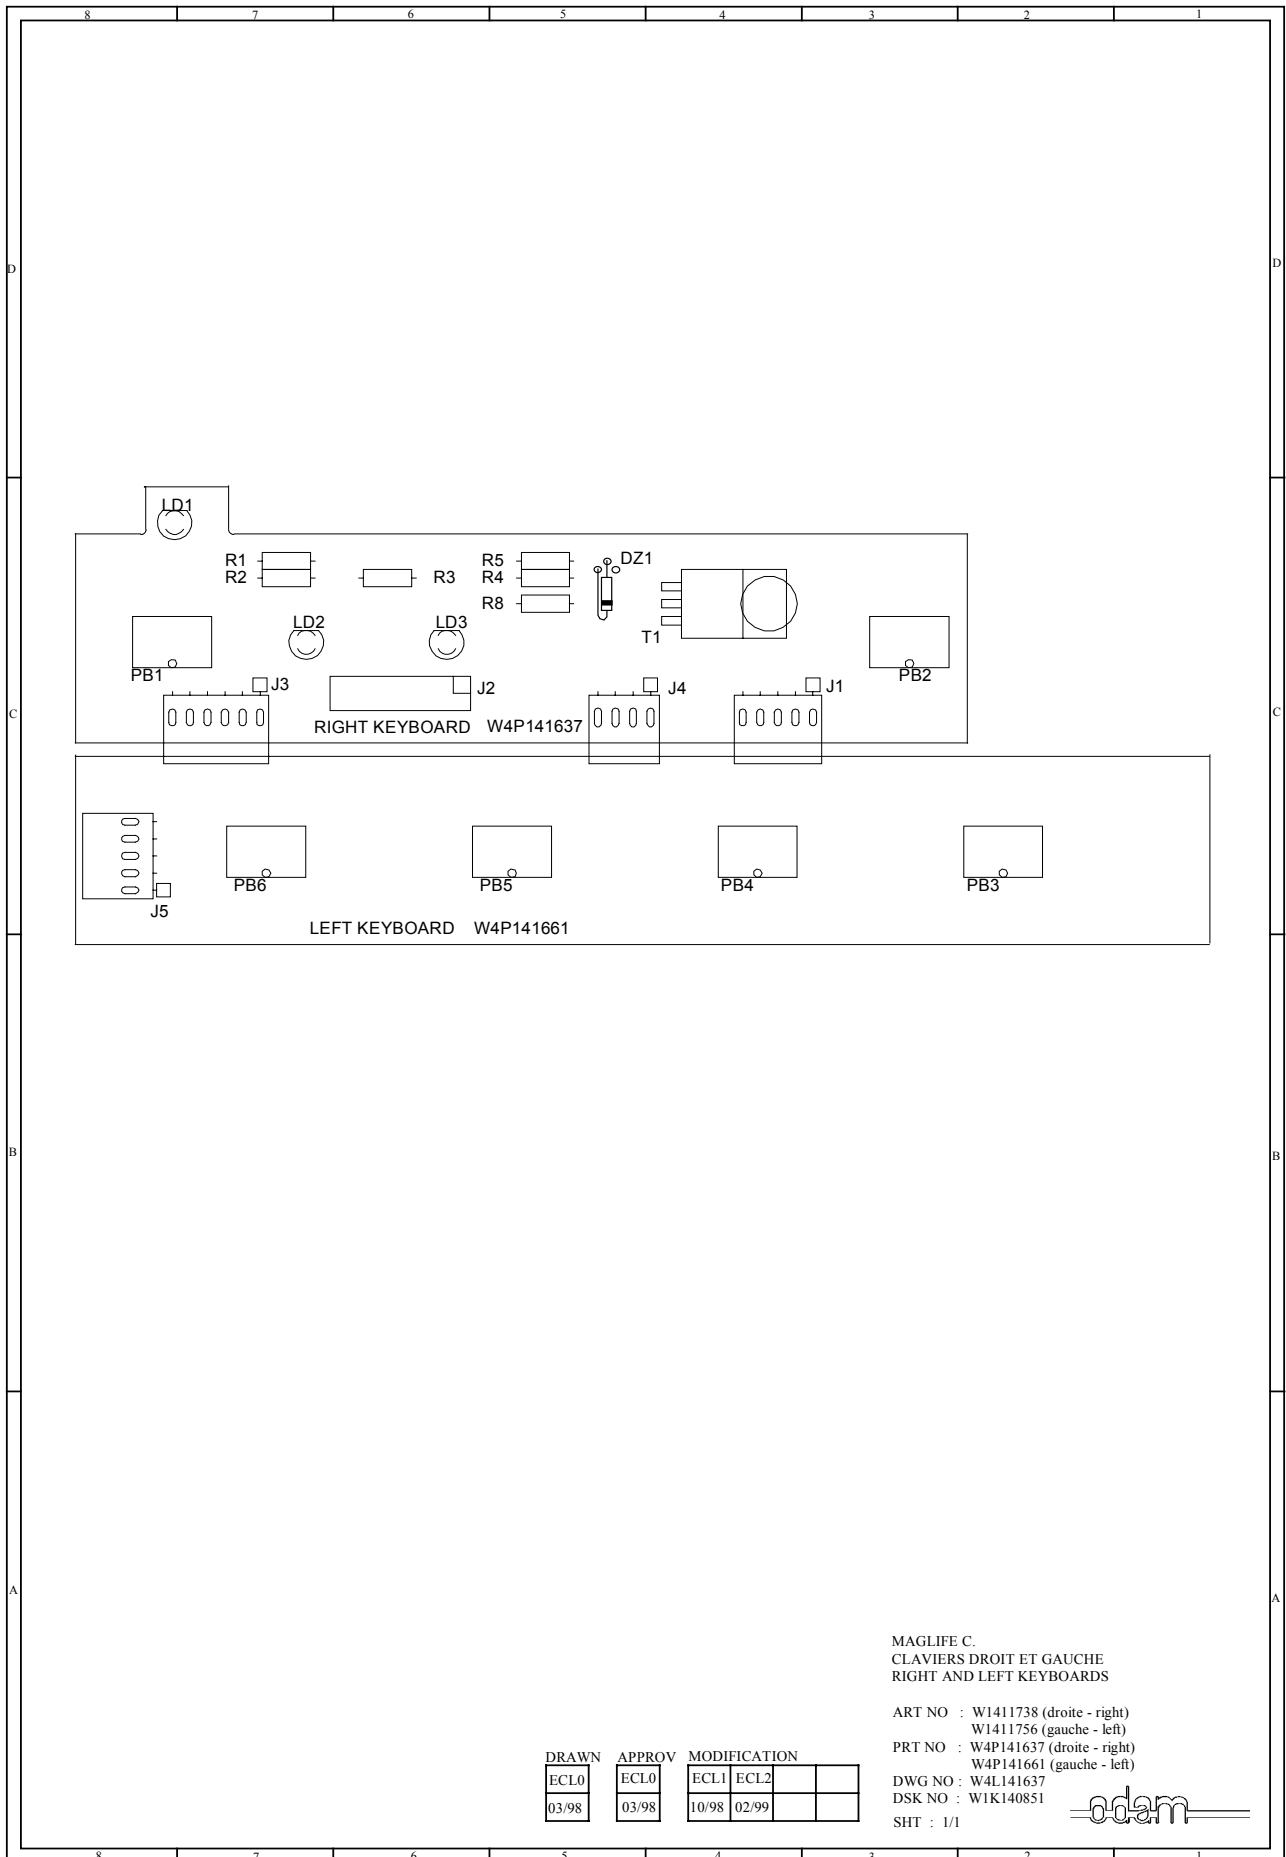 8 7 6 5 4 3 2 1
D D
LD1
R1 R5 DZ1
R2 R3 R4
R8
LD2 LD3 T1
PB1 PB2
J3 J2 J4 J1
C C
RIGHT KEYBOARD W4P141637
PB6 PB5 PB4 PB3
J5
LEFT KEYBOARD W4P141661
B B
A A
MAGLIFE C.
CLAVIERS DROIT ET GAUCHE
RIGHT AND LEFT KEYBOARDS
ART NO : W1411738 (droite - right)
W1411756 (gauche - left)
PRT NO : W4P141637 (droite - right)
W4P141661 (gauche - left)
DWG NO : W4L141637
DSK NO : W1K140851
SHT : 1/1
DRAWN APPROV MODIFICATION
ECL0 ECL0 ECL1 ECL2
03/98 03/98 10/98 02/99
odam
8 7 6 5 4 3 2 1